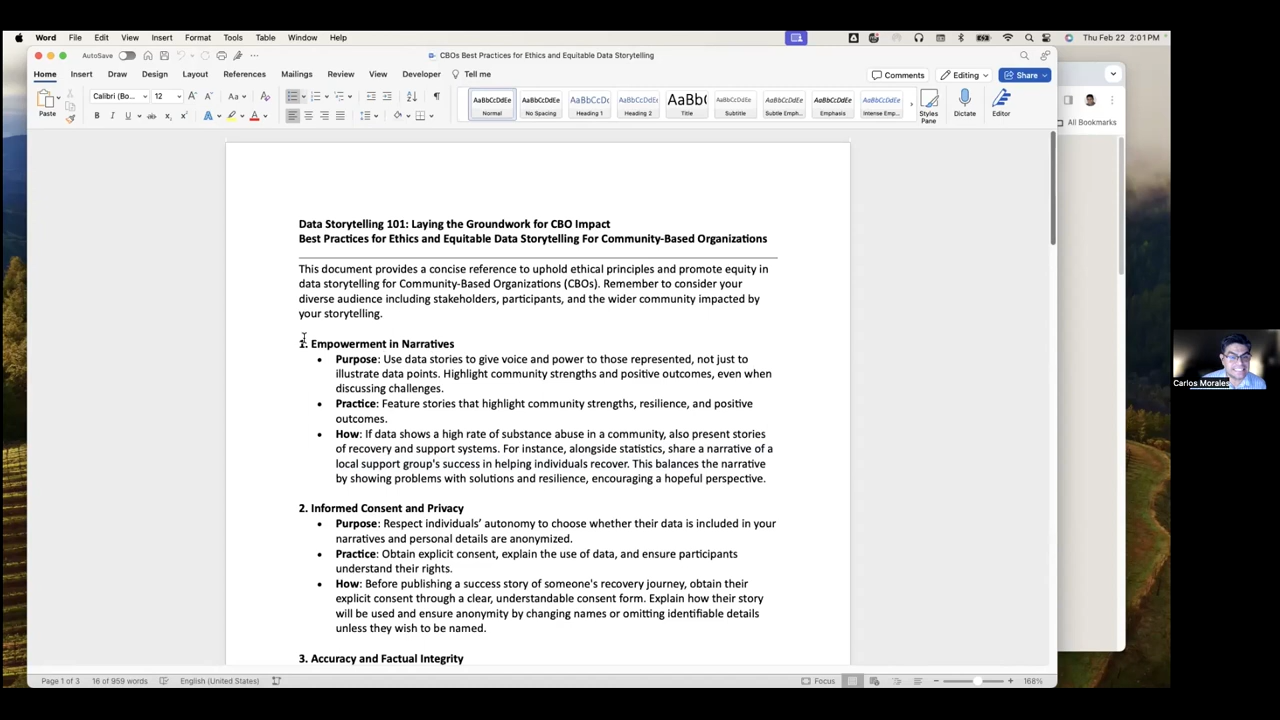 Word File Edit View Insert Format Tools Table Window Help Thu Feb 22 2:01 PM
AutoSave CBOs Best Practices for Ethics and Equitable Data Storytelling
Home Insert Draw Design Layout References Mailings Review View Developer Tell me Comments Editing Share
Paste Calibri (Bo... 12
AaBbCcDdEe AaBbCcDdEe AaBbCcDc AaBbCcDdE AaBbC AaBbCcDdEe AaBbCcDdEe AaBbCcDdEe AaBbCcDdEe
Normal No Spacing Heading 1 Heading 2 Title Subtitle Subtle Emph... Emphasis Intense Emp... Styles Pane Dictate Editor
All Bookmarks
Data Storytelling 101: Laying the Groundwork for CBO Impact
Best Practices for Ethics and Equitable Data Storytelling For Community-Based Organizations
This document provides a concise reference to uphold ethical principles and promote equity in
data storytelling for Community-Based Organizations (CBOs). Remember to consider your
diverse audience including stakeholders, participants, and the wider community impacted by
your storytelling.
1. Empowerment in Narratives
• Purpose: Use data stories to give voice and power to those represented, not just to
illustrate data points. Highlight community strengths and positive outcomes, even when
discussing challenges.
• Practice: Feature stories that highlight community strengths, resilience, and positive
outcomes.
• How: If data shows a high rate of substance abuse in a community, also present stories
of recovery and support systems. For instance, alongside statistics, share a narrative of a
local support group's success in helping individuals recover. This balances the narrative
by showing problems with solutions and resilience, encouraging a hopeful perspective.
2. Informed Consent and Privacy
• Purpose: Respect individuals’ autonomy to choose whether their data is included in your
narratives and personal details are anonymized.
• Practice: Obtain explicit consent, explain the use of data, and ensure participants
understand their rights.
• How: Before publishing a success story of someone's recovery journey, obtain their
explicit consent through a clear, understandable consent form. Explain how their story
will be used and ensure anonymity by changing names or omitting identifiable details
unless they wish to be named.
3. Accuracy and Factual Integrity
Page 1 of 3 16 of 959 words English (United States) Focus 168%
Carlos Morales